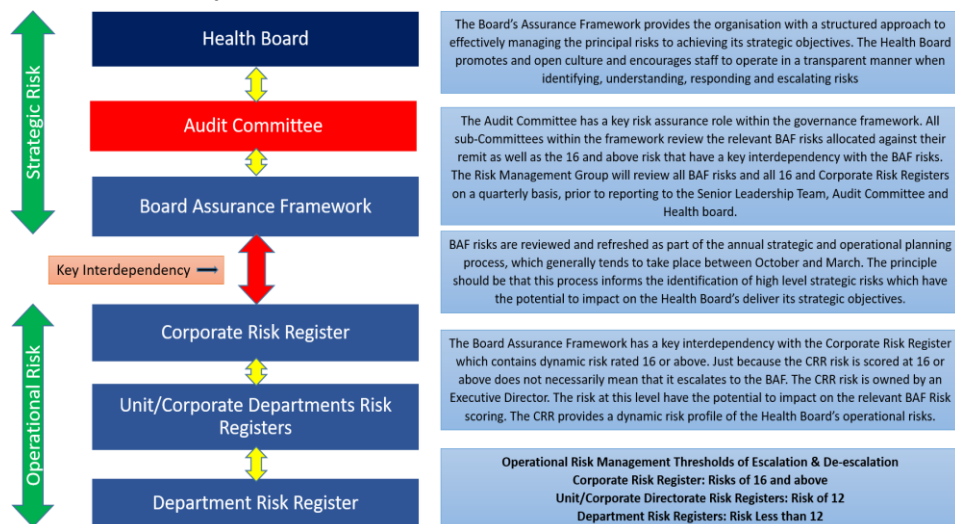 Strategic Risk
Health Board
Audit Committee
Board Assurance Framework
Key Interdependency
Operational Risk
Corporate Risk Register
Unit/Corporate Departments Risk
Registers
Department Risk Register
The Board's Assurance Framework provides the organisation with a structured approach to
effectively managing the principal risks to achieving its strategic objectives. The Health Board
promotes and open culture and encourages staff to operate in a transparent manner when
identifying, understanding, responding and escalating risks
The Audit Committee has a key risk assurance role within the governance framework. All
sub-Committees within the framework review the relevant BAF risks allocated against their
remit as well as the 16 and above risk that have a key interdependency with the BAF risks.
The Risk Management Group will review all BAF risks and all 16 and Corporate Risk Registers
on a quarterly basis, prior to reporting to the Senior Leadership Team, Audit Committee and
Health board.
BAF risks are reviewed and refreshed as part of the annual strategic and operational planning
process, which generally tends to take place between October and March. The principle
should be that this process informs the identification of high level strategic risks which have
the potential to impact on the Health Board's deliver its strategic objectives.
The Board Assurance Framework has a key interdependency with the Corporate Risk Register
which contains dynamic risk rated 16 or above. Just because the CRR risk is scored at 16 or
above does not necessarily mean that it escalates to the BAF. The CRR risk is owned by an
Executive Director. The risk at this level have the potential to impact on the relevant BAF Risk
scoring. The CRR provides a dynamic risk profile of the Health Board's operational risks.
Operational Risk Management Thresholds of Escalation & De-escalation
Corporate Risk Register: Risks of 16 and above
Unit/Corporate Directorate Risk Registers: Risk of 12
Department Risk Registers: Risk Less than 12